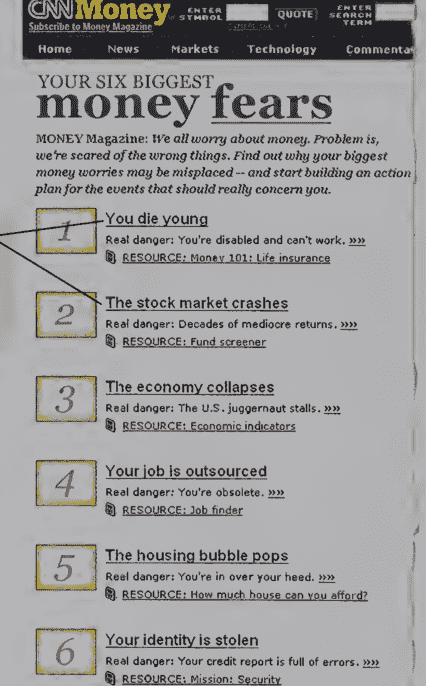 CNN Money
Subscribe to Money Magazine
ENTER SYMBOL
QUOTE
ENTER SEARCH TERM
Home News Markets Technology Commenta
YOUR SIX BIGGEST
money fears
MONEY Magazine: We all worry about money. Problem is,
we're scared of the wrong things. Find out why your biggest
money worries may be misplaced -- and start building an action
plan for the events that should really concern you.
1 You die young
Real danger: You're disabled and can't work. »»
RESOURCE: Money 101: Life insurance
2 The stock market crashes
Real danger: Decades of mediocre returns. »»
RESOURCE: Fund screener
3 The economy collapses
Real danger: The U.S. juggernaut stalls. »»
RESOURCE: Economic indicators
4 Your job is outsourced
Real danger: You're obsolete. »»
RESOURCE: Job finder
5 The housing bubble pops
Real danger: You're in over your heed. »»
RESOURCE: How much house can you afford?
6 Your identity is stolen
Real danger: Your credit report is full of errors. »»
RESOURCE: Mission: Security